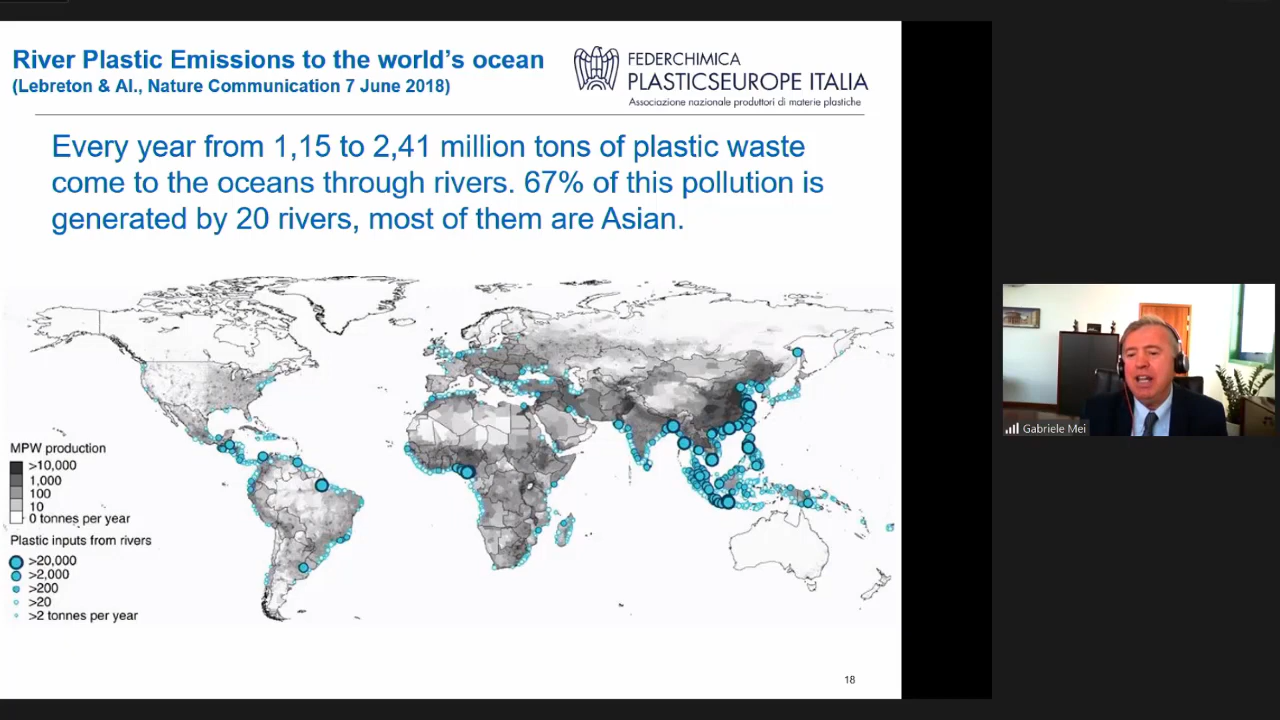 River Plastic Emissions to the world’s ocean
(Lebreton & Al., Nature Communication 7 June 2018)
FEDERCHIMICA
PLASTICSEUROPE ITALIA
Associazione nazionale produttori di materie plastiche
Every year from 1,15 to 2,41 million tons of plastic waste
come to the oceans through rivers. 67% of this pollution is
generated by 20 rivers, most of them are Asian.
MPW production
>10,000
1,000
100
10
0 tonnes per year
Plastic inputs from rivers
>20,000
>2,000
>200
>20
>2 tonnes per year
18
Gabriele Mei